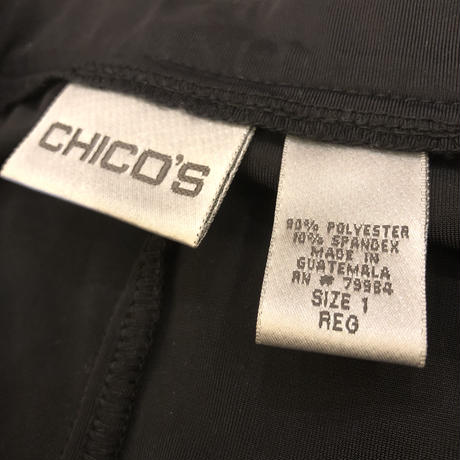 CHICO'S
90% POLYESTER
10% SPANDEX
MADE IN
GUATEMALA
RN # 79984
SIZE 1
REG